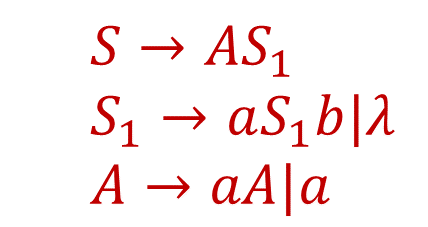 S → AS₁
S₁ → aS₁b|λ
A → aA|a